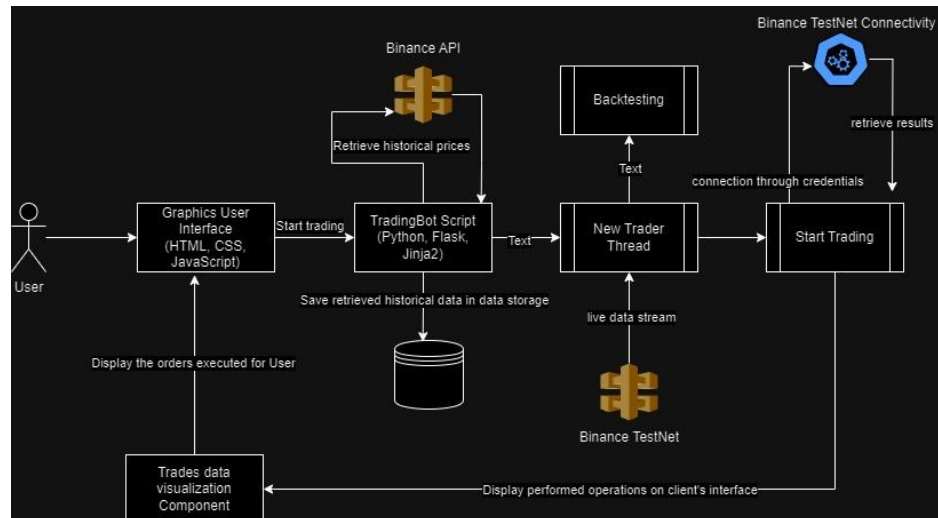 Binance TestNet Connectivity
Binance API
Backtesting
Retrieve historical prices
retrieve results
Text
connection through credentials
User
Graphics User
Interface
(HTML, CSS,
JavaScript)
Start trading
TradingBot Script
(Python, Flask,
Jinja2)
Text
New Trader
Thread
Start Trading
Save retrieved historical data in data storage
live data stream
Display the orders executed for User
Binance TestNet
Trades data
visualization
Component
Display performed operations on client's interface